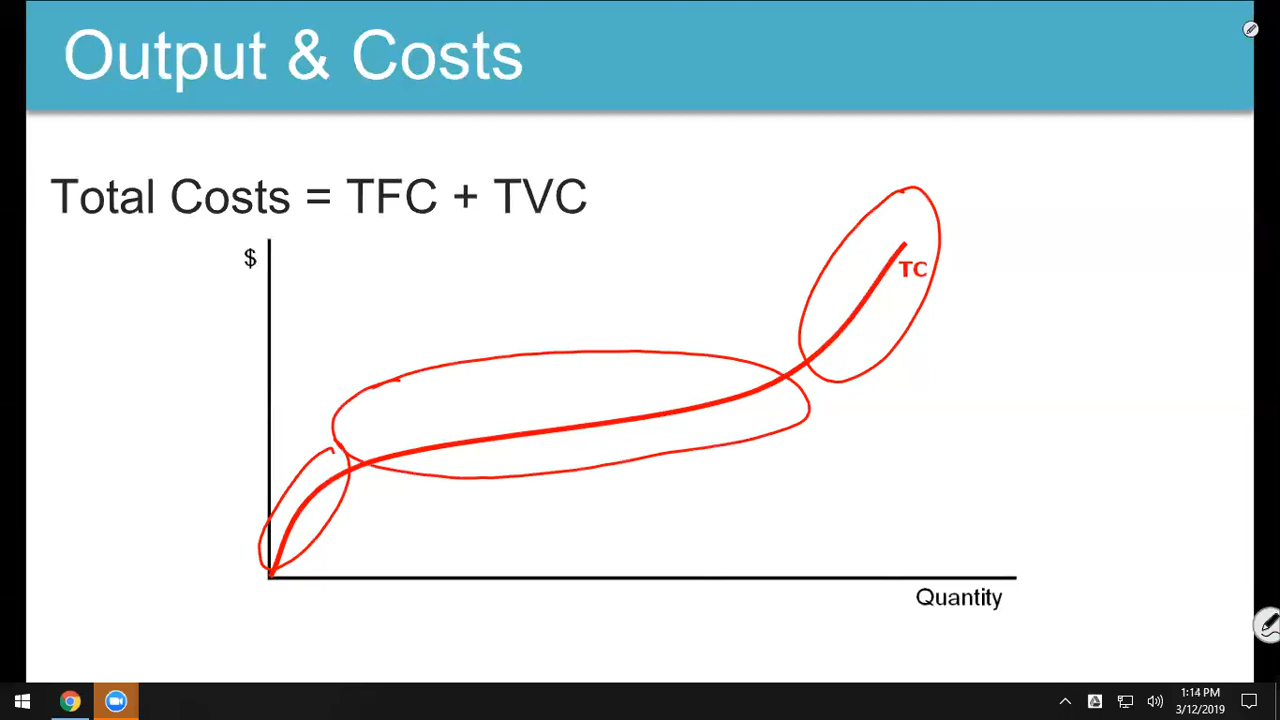 Output & Costs
Total Costs = TFC + TVC
$
TC
Quantity
1:14 PM
3/12/2019